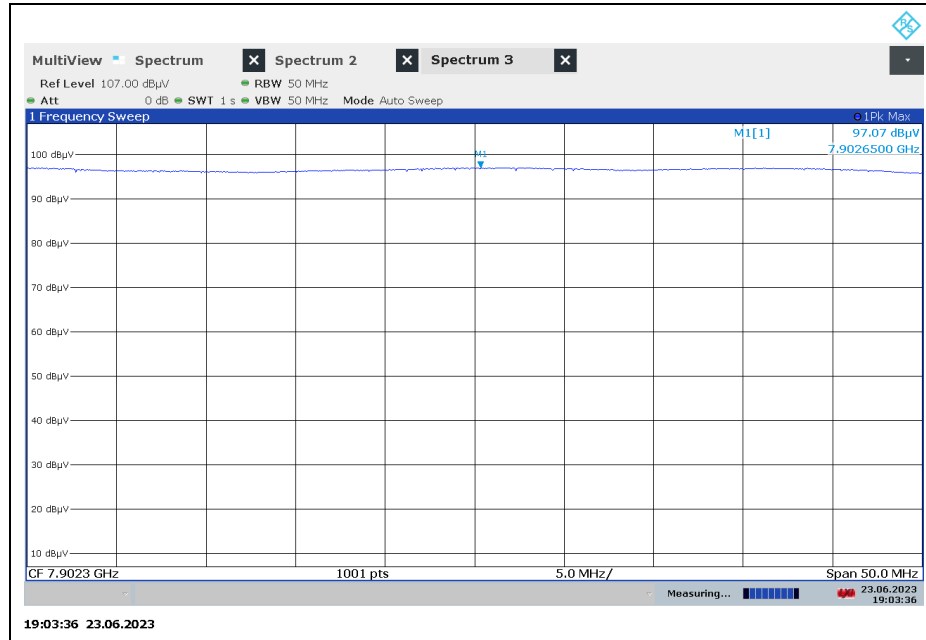 R&S
MultiView Spectrum Spectrum 2 Spectrum 3
Ref Level 107.00 dBµV RBW 50 MHz
Att 0 dB SWT 1 s VBW 50 MHz Mode Auto Sweep
1 Frequency Sweep 1Pk Max
M1[1] 97.07 dBµV
7.9026500 GHz
M1
100 dBµV
90 dBµV
80 dBµV
70 dBµV
60 dBµV
50 dBµV
40 dBµV
30 dBµV
20 dBµV
10 dBµV
CF 7.9023 GHz 1001 pts 5.0 MHz/ Span 50.0 MHz
Measuring... 23.06.2023
19:03:36
19:03:36 23.06.2023